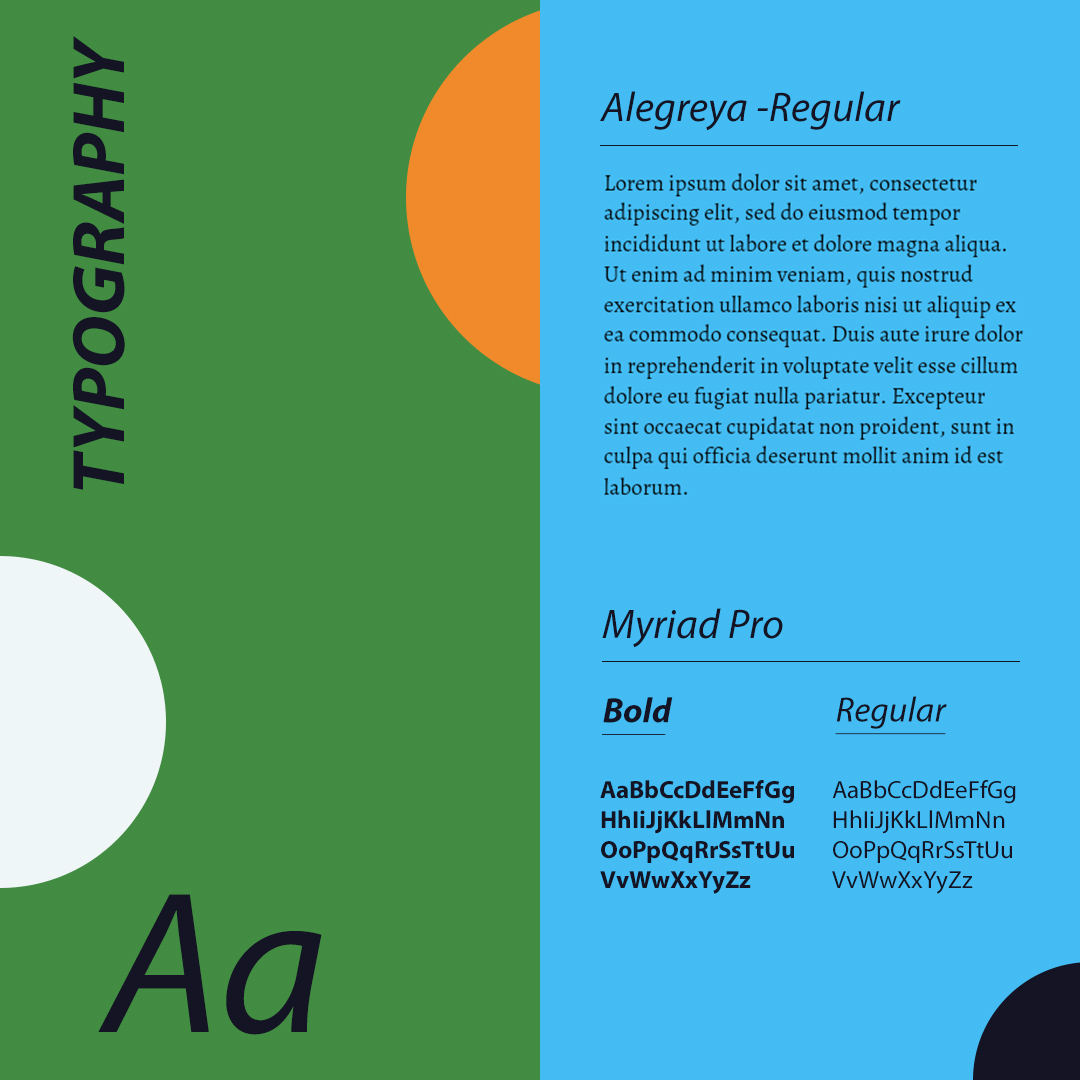 TYPOGRAPHY
Aa
Alegreya -Regular
Lorem ipsum dolor sit amet, consectetur
adipiscing elit, sed do eiusmod tempor
incididunt ut labore et dolore magna aliqua.
Ut enim ad minim veniam, quis nostrud
exercitation ullamco laboris nisi ut aliquip ex
ea commodo consequat. Duis aute irure dolor
in reprehenderit in voluptate velit esse cillum
dolore eu fugiat nulla pariatur. Excepteur
sint occaecat cupidatat non proident, sunt in
culpa qui officia deserunt mollit anim id est
laborum.
Myriad Pro
Bold
AaBbCcDdEeFfGg
HhIiJjKkLlMmNn
OoPpQqRrSsTtUu
VvWwXxYyZz
Regular
AaBbCcDdEeFfGg
HhIiJjKkLlMmNn
OoPpQqRrSsTtUu
VvWwXxYyZz